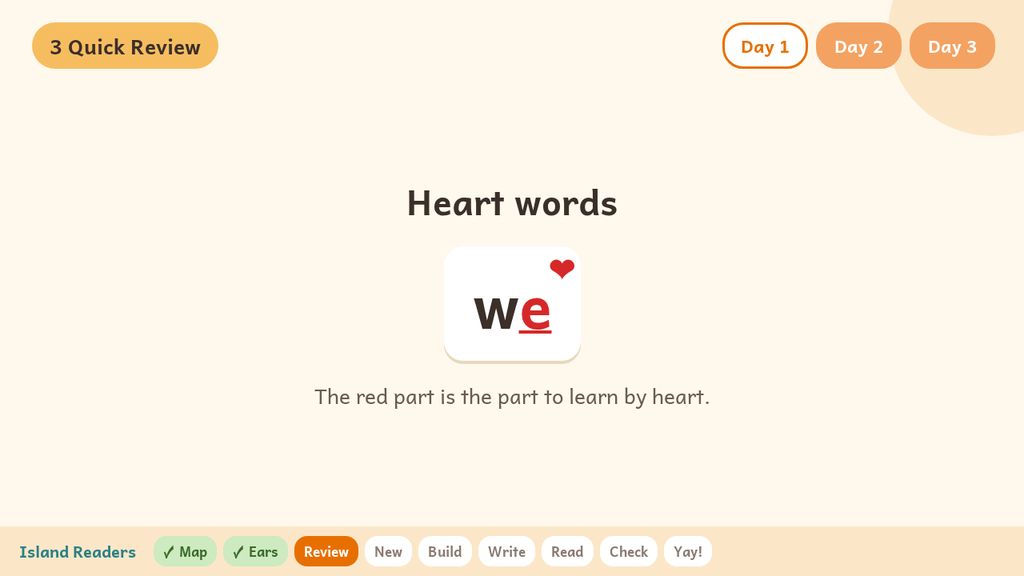 3 Quick Review
Day 1 Day 2 Day 3
Heart words
we ❤
The red part is the part to learn by heart.
Island Readers ✓ Map ✓ Ears Review New Build Write Read Check Yay!